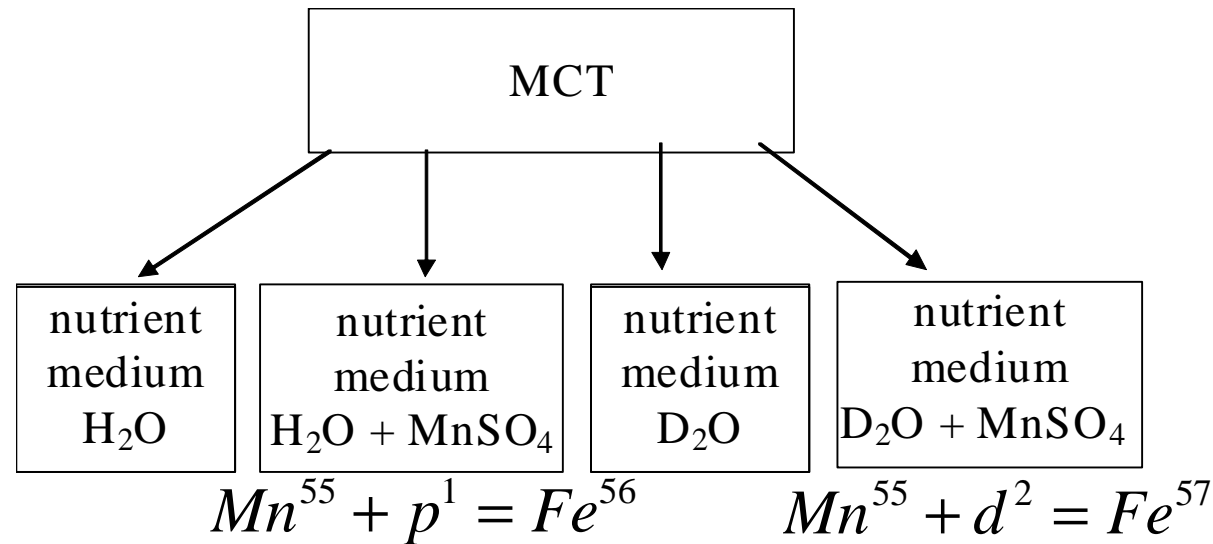 MCT
nutrient
medium
H₂O
nutrient
medium
H₂O + MnSO₄
nutrient
medium
D₂O
nutrient
medium
D₂O + MnSO₄
Mn⁵⁵ + p¹ = Fe⁵⁶
Mn⁵⁵ + d² = Fe⁵⁷